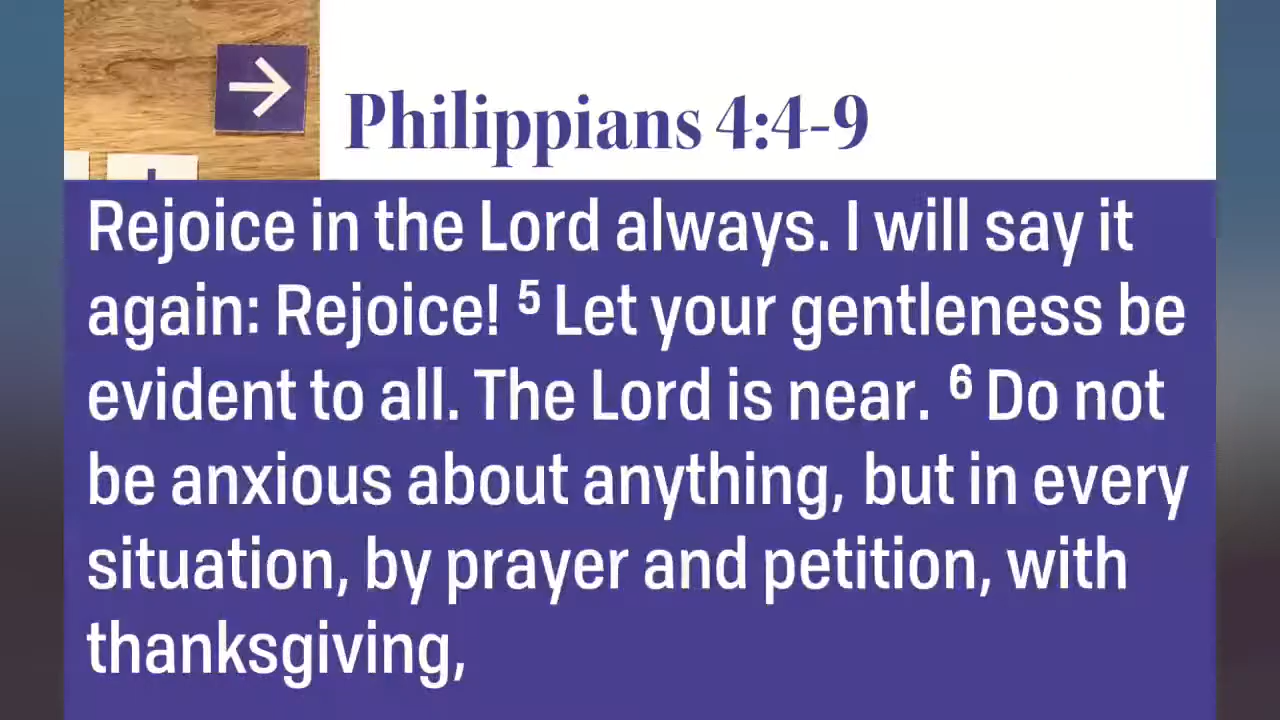 Philippians 4:4-9
Rejoice in the Lord always. I will say it
again: Rejoice! 5 Let your gentleness be
evident to all. The Lord is near. 6 Do not
be anxious about anything, but in every
situation, by prayer and petition, with
thanksgiving,